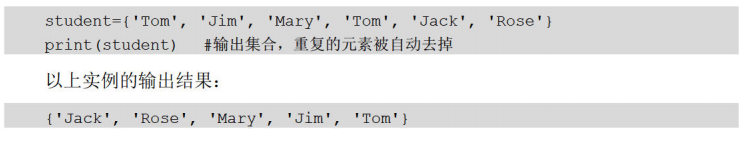 student={'Tom', 'Jim', 'Mary', 'Tom', 'Jack', 'Rose'}
print(student)   #输出集合，重复的元素被自动去掉
以上实例的输出结果：
{'Jack', 'Rose', 'Mary', 'Jim', 'Tom'}